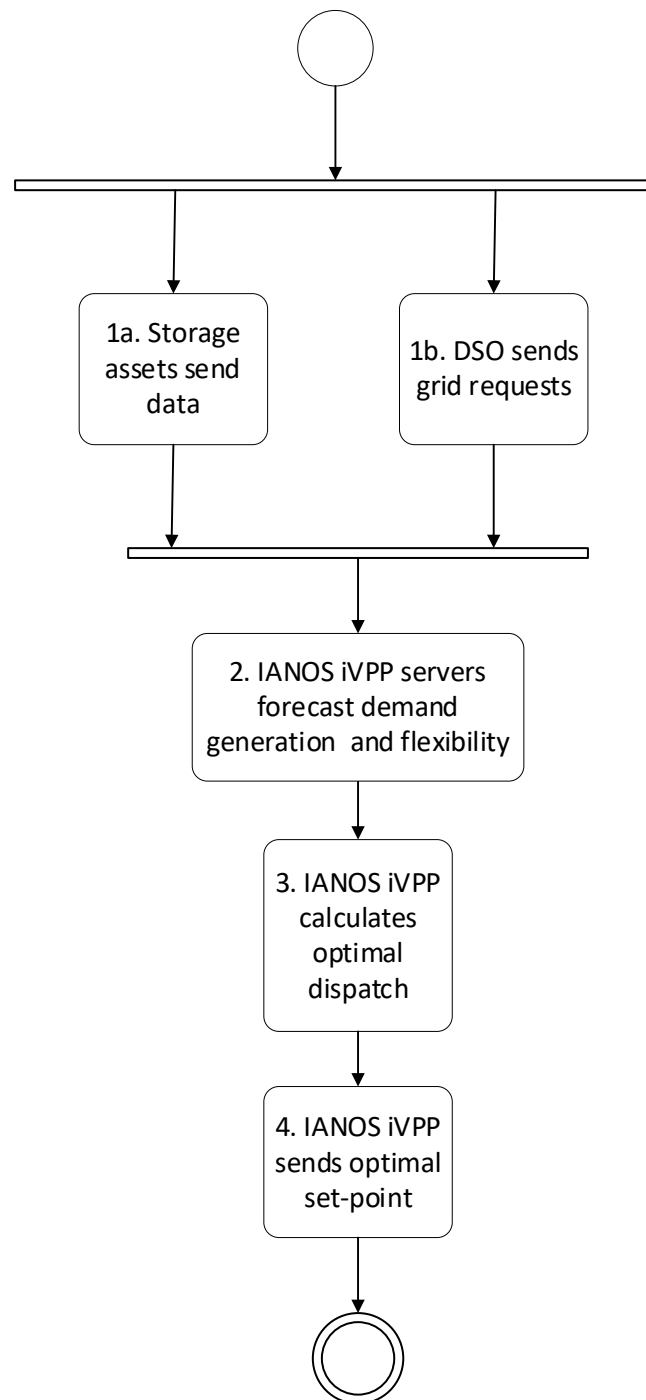 1a. Storage
assets send
data
1b. DSO sends
grid requests
2. IANOS iVPP servers
forecast demand
generation  and flexibility
3. IANOS iVPP
calculates
optimal
dispatch
4. IANOS iVPP
sends optimal
set-point